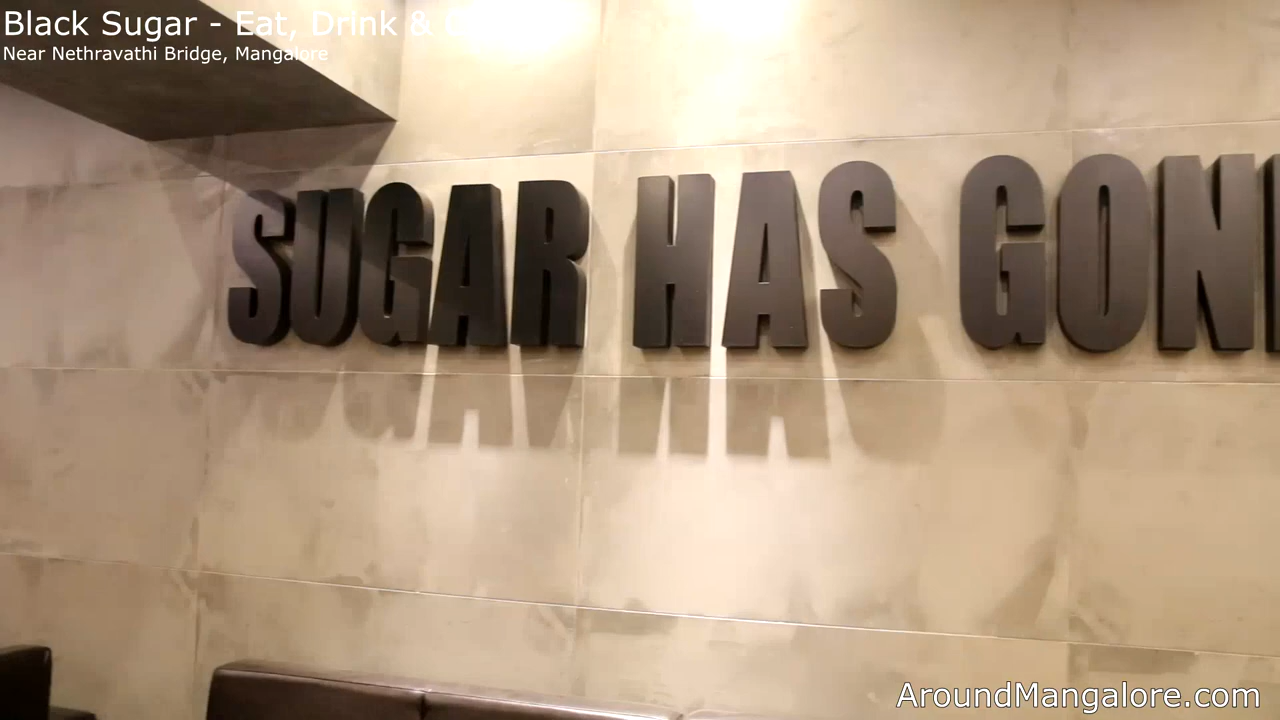 Black Sugar - Eat, Drink &
Near Nethravathi Bridge, Mangalore
SUGAR HAS GON
AroundMangalore.com